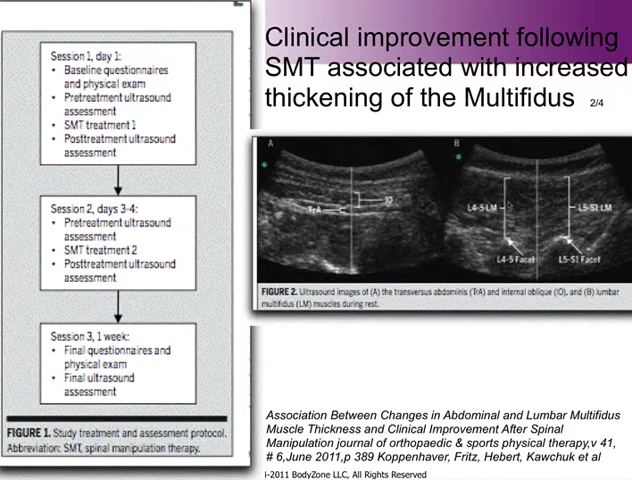 Session 1, day 1:
• Baseline questionnaires
and physical exam
• Pretreatment ultrasound
assessment
• SMT treatment 1
• Posttreatment ultrasound
assessment
Session 2, days 3-4:
• Pretreatment ultrasound
assessment
• SMT treatment 2
• Posttreatment ultrasound
assessment
Session 3, 1 week:
• Final questionnaires and
physical exam
• Final ultrasound
assessment
FIGURE 1. Study treatment and assessment protocol.
Abbreviation: SMT, spinal manipulation therapy.
Clinical improvement following
SMT associated with increased
thickening of the Multifidus 2/4
A
B
TrA
IO
L4-5 LM
L5-S1 LM
L4-5 Facet
L5-S1 Facet
FIGURE 2. Ultrasound images of (A) the transversus abdominis (TrA) and internal oblique (IO), and (B) lumbar
multifidus (LM) muscles during rest.
Association Between Changes in Abdominal and Lumbar Multifidus
Muscle Thickness and Clinical Improvement After Spinal
Manipulation journal of orthopaedic & sports physical therapy,v 41,
# 6,June 2011,p 389 Koppenhaver, Fritz, Hebert, Kawchuk et al
-2011 BodyZone LLC, All Rights Reserved